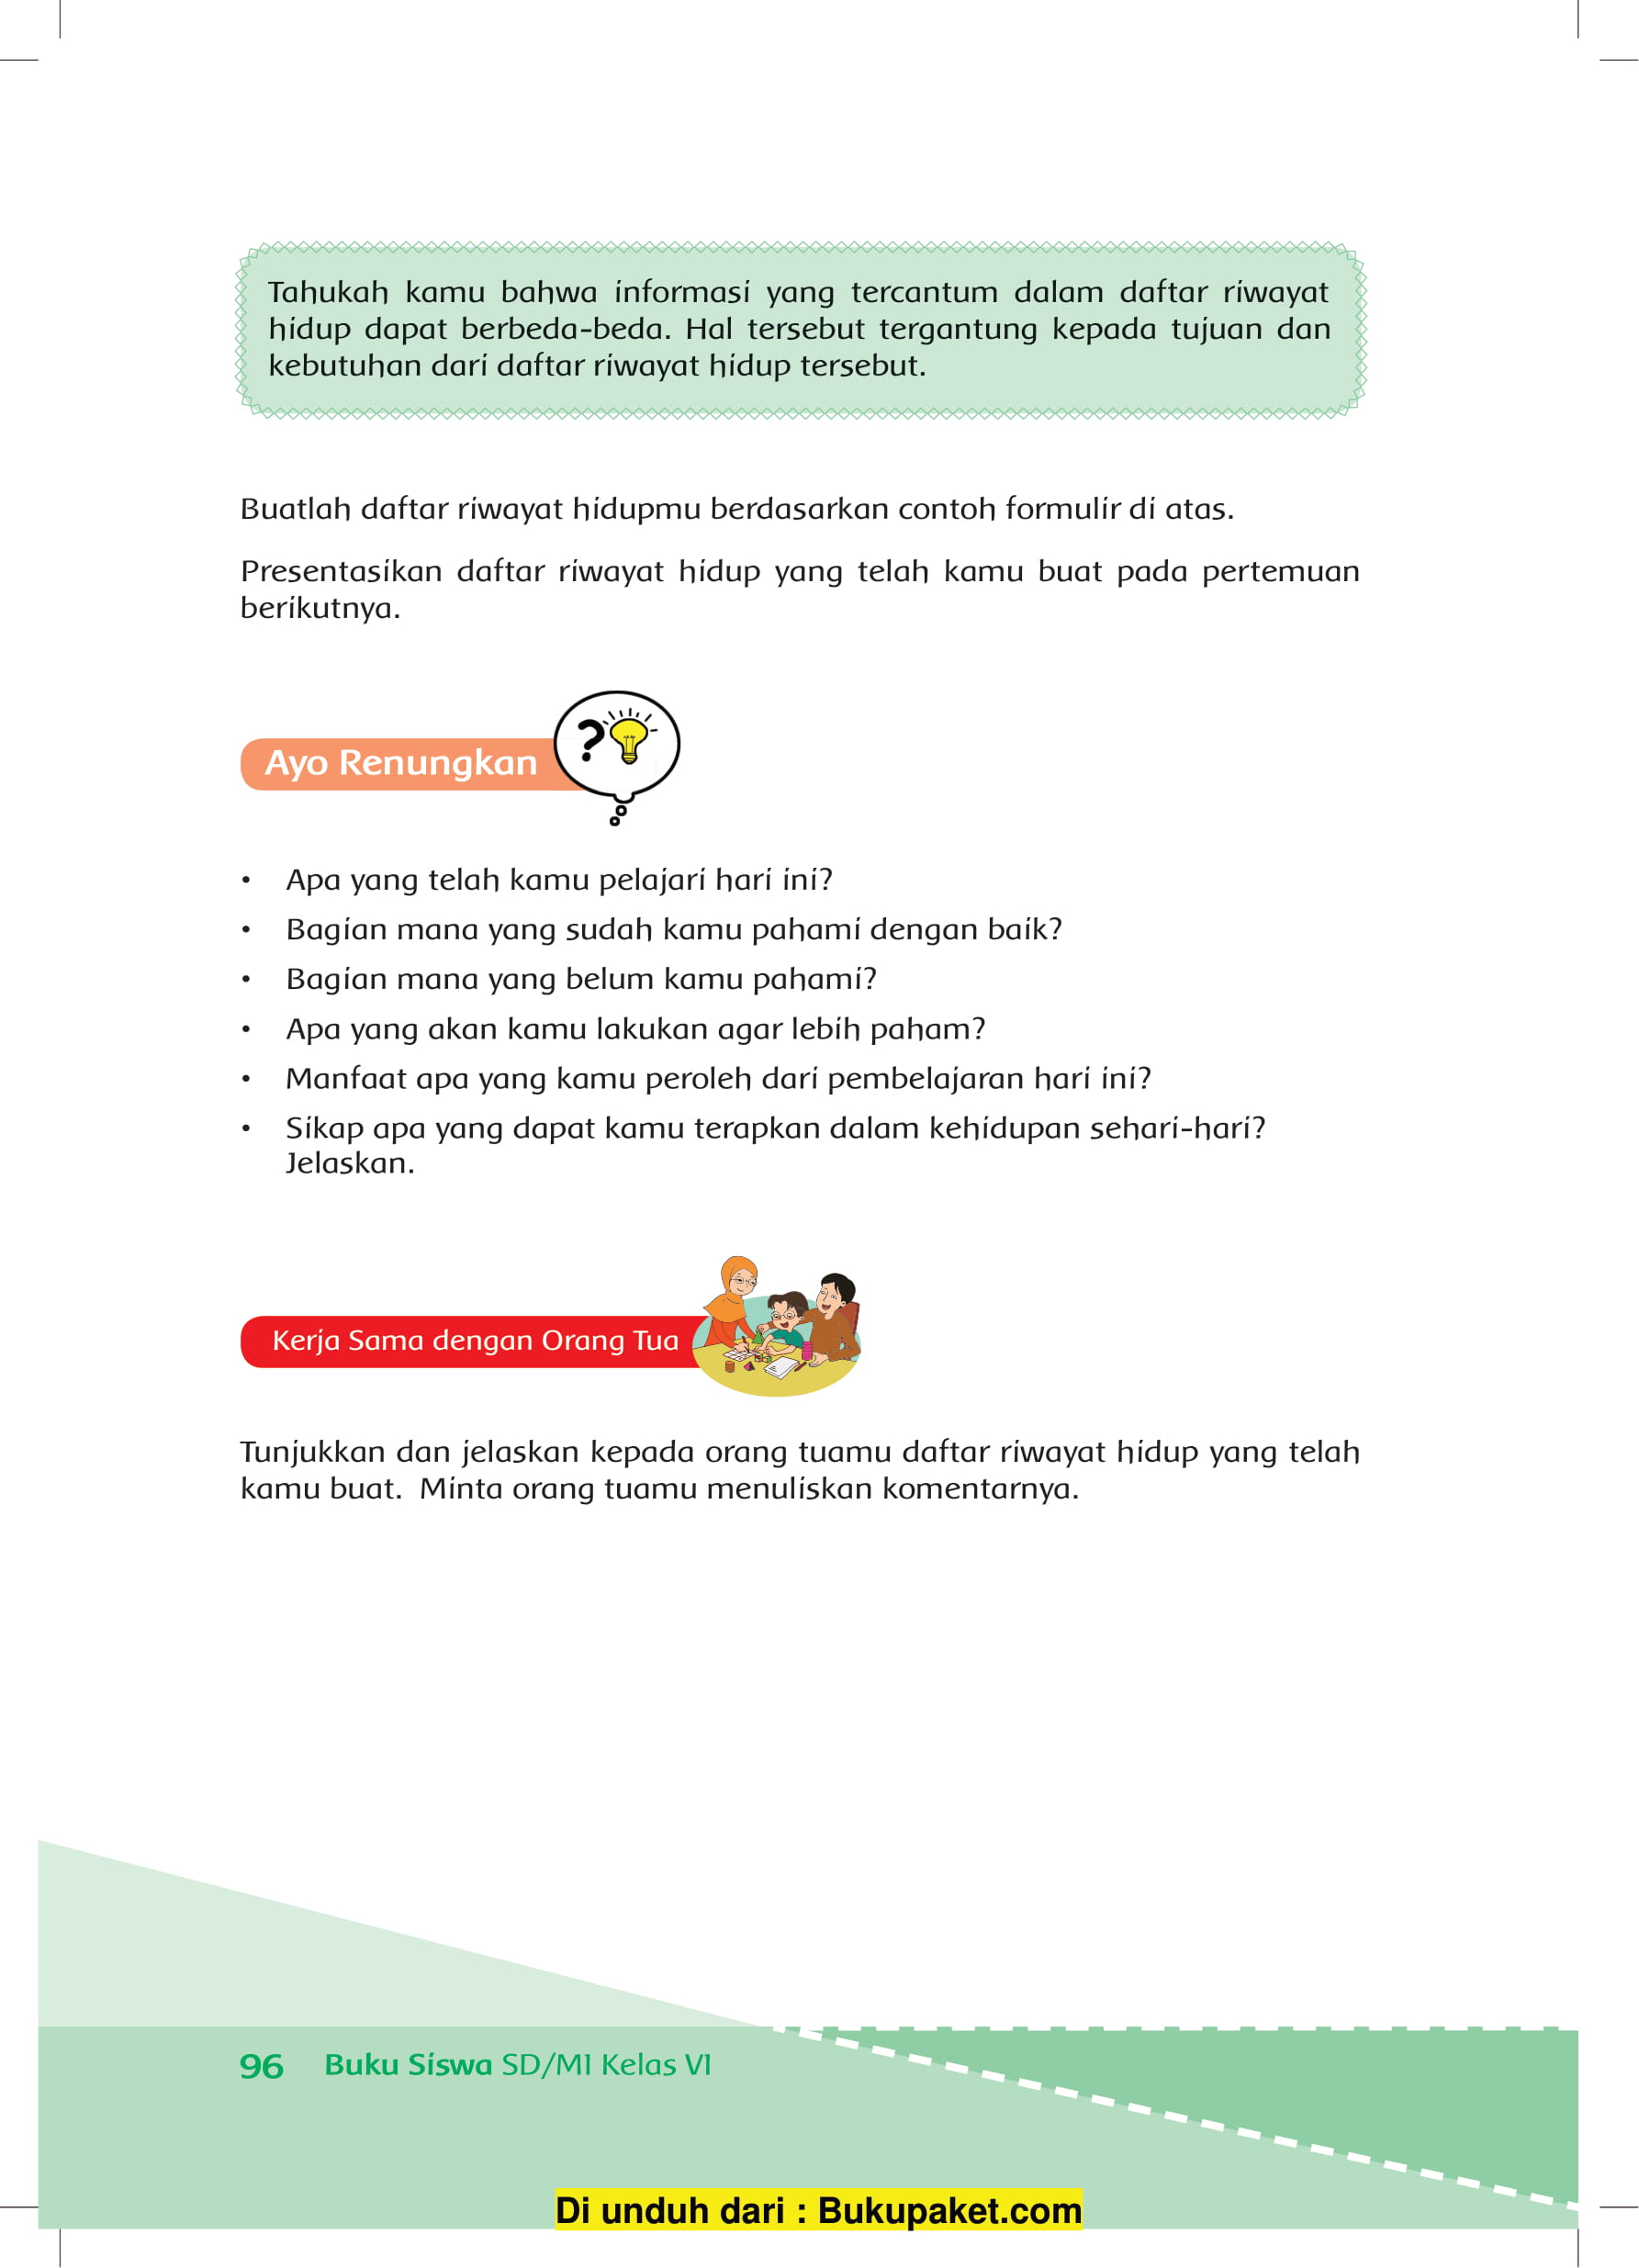 Tahukah kamu bahwa informasi yang tercantum dalam daftar riwayat
hidup dapat berbeda-beda. Hal tersebut tergantung kepada tujuan dan
kebutuhan dari daftar riwayat hidup tersebut.
Buatlah daftar riwayat hidupmu berdasarkan contoh formulir di atas.
Presentasikan daftar riwayat hidup yang telah kamu buat pada pertemuan
berikutnya.
Ayo Renungkan
?
• Apa yang telah kamu pelajari hari ini?
• Bagian mana yang sudah kamu pahami dengan baik?
• Bagian mana yang belum kamu pahami?
• Apa yang akan kamu lakukan agar lebih paham?
• Manfaat apa yang kamu peroleh dari pembelajaran hari ini?
• Sikap apa yang dapat kamu terapkan dalam kehidupan sehari-hari?
Jelaskan.
Kerja Sama dengan Orang Tua
Tunjukkan dan jelaskan kepada orang tuamu daftar riwayat hidup yang telah
kamu buat.  Minta orang tuamu menuliskan komentarnya.
96 Buku Siswa SD/MI Kelas VI
Di unduh dari : Bukupaket.com